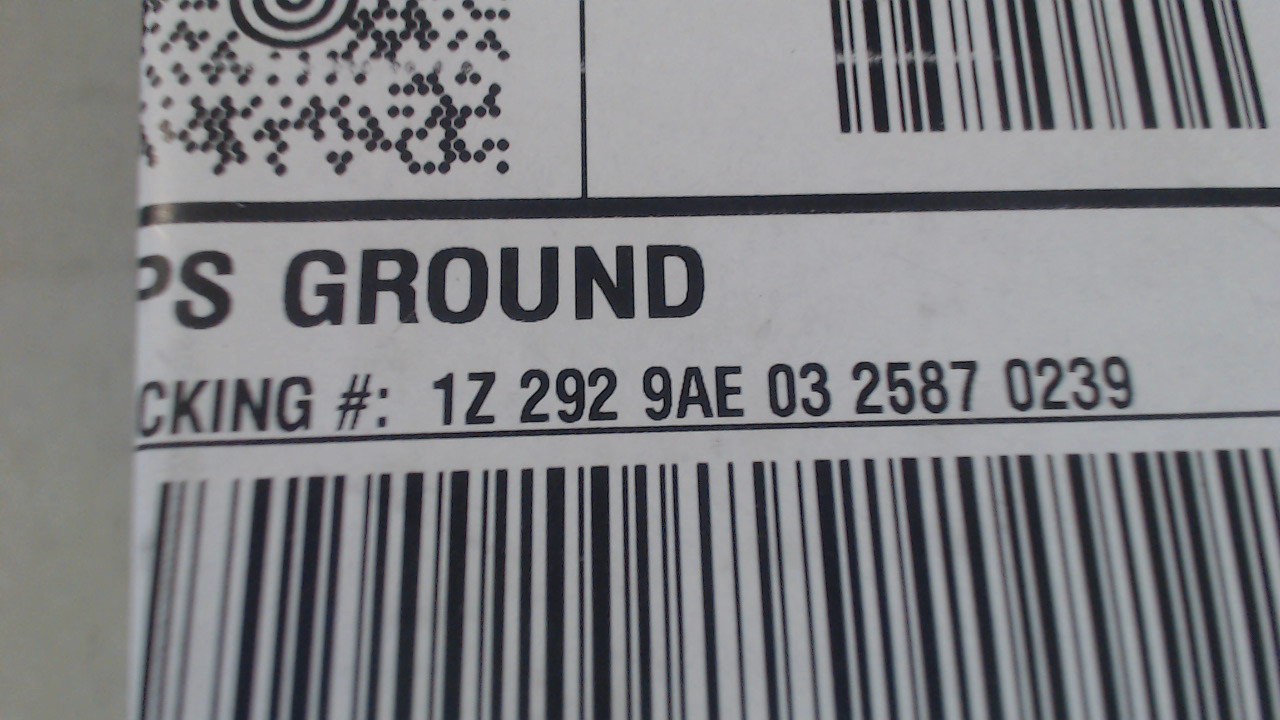 PS GROUND
CKING #: 1Z 292 9AE 03 2587 0239